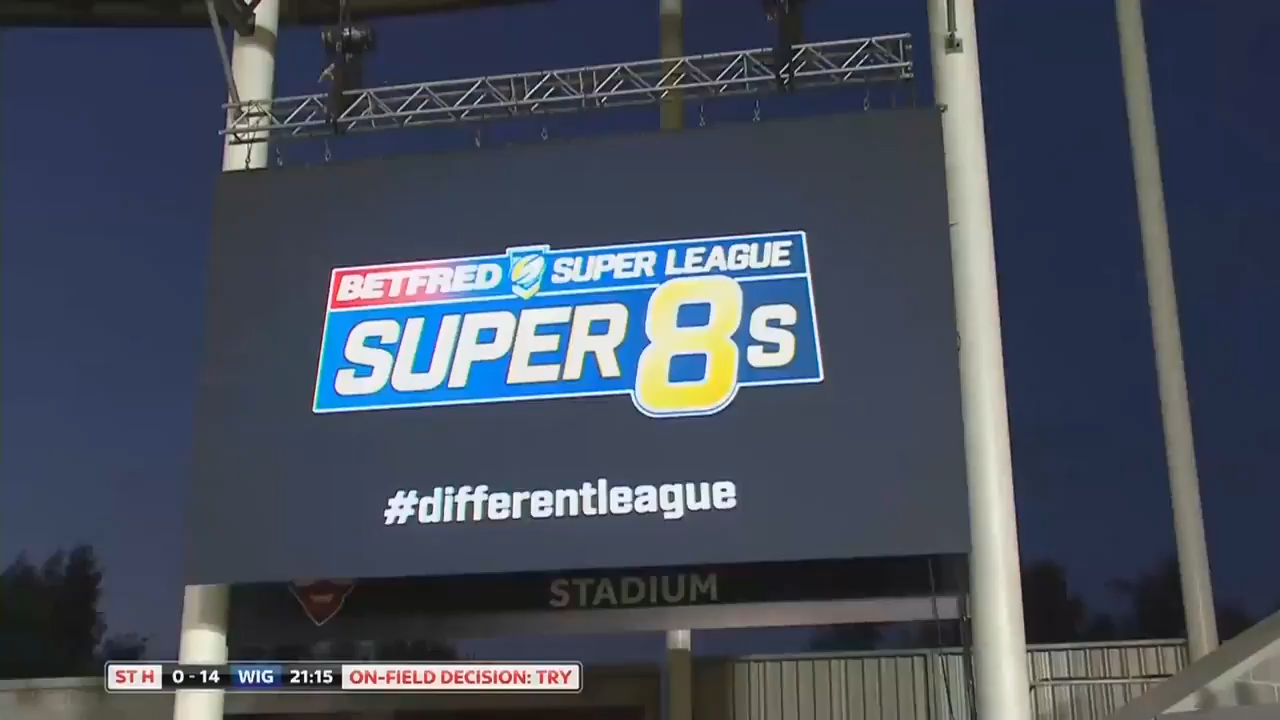 BETFRED SUPER LEAGUE
SUPER 8s
#differentleague
STADIUM
ST H 0 - 14 WIG 21:15 ON-FIELD DECISION: TRY